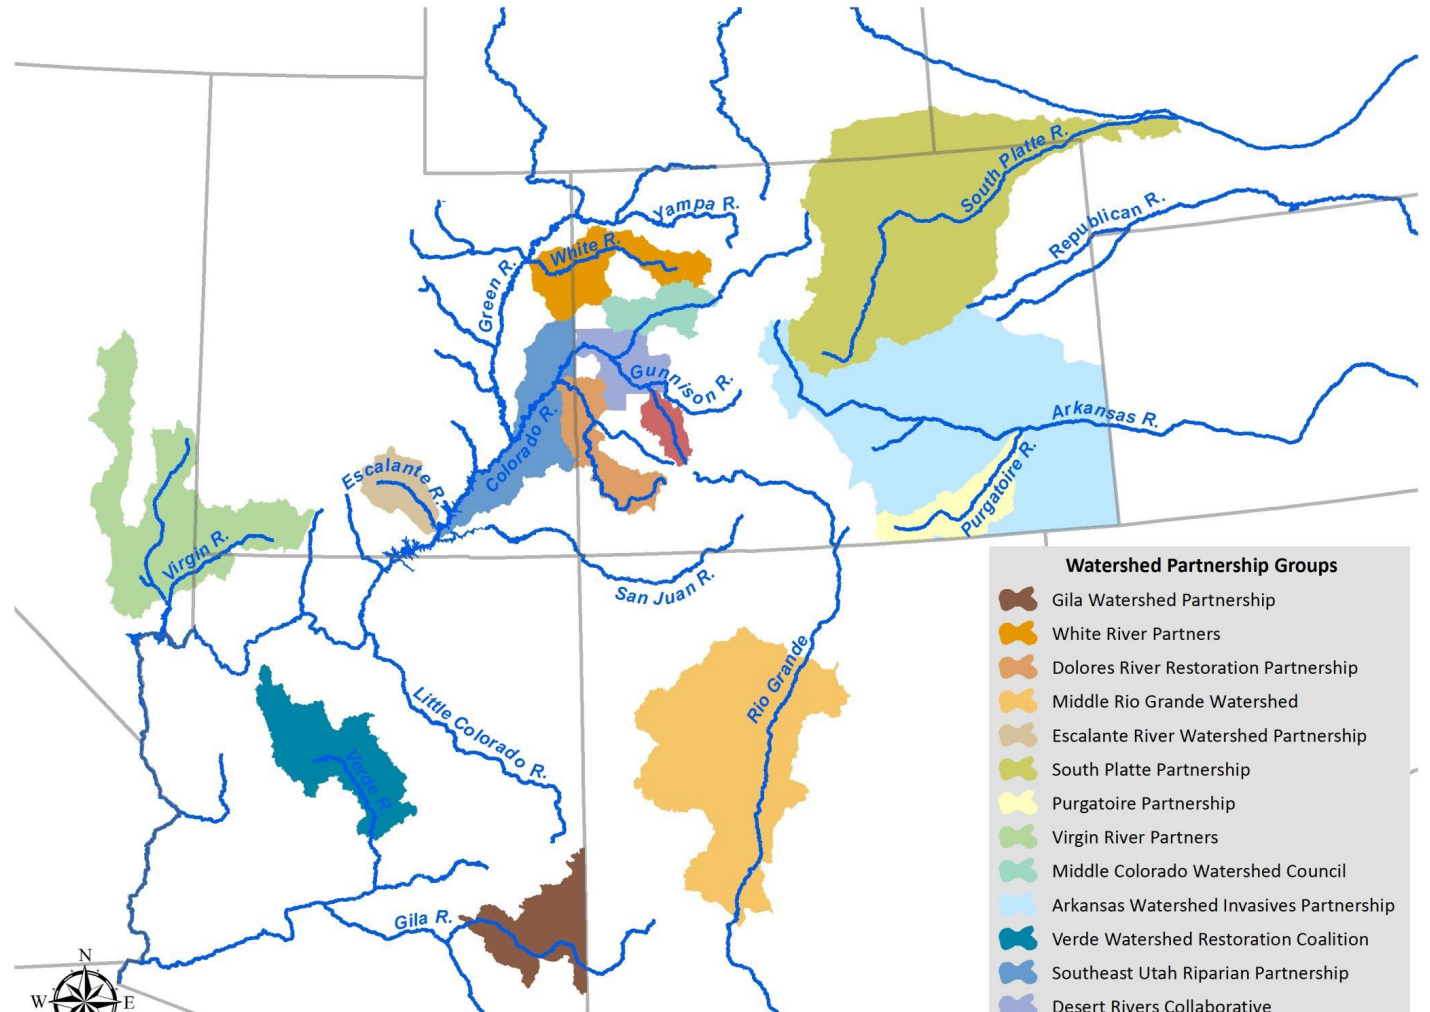 South Platte R.
Republican R.
Yampa R.
White R.
Green R.
Gunnison R.
Colorado R.
Arkansas R.
Purgatoire R.
Escalante R.
Virgin R.
San Juan R.
Rio Grande
Little Colorado R.
Verde R.
Gila R.
N
W
E
Watershed Partnership Groups
Gila Watershed Partnership
White River Partners
Dolores River Restoration Partnership
Middle Rio Grande Watershed
Escalante River Watershed Partnership
South Platte Partnership
Purgatoire Partnership
Virgin River Partners
Middle Colorado Watershed Council
Arkansas Watershed Invasives Partnership
Verde Watershed Restoration Coalition
Southeast Utah Riparian Partnership
Desert Rivers Collaborative